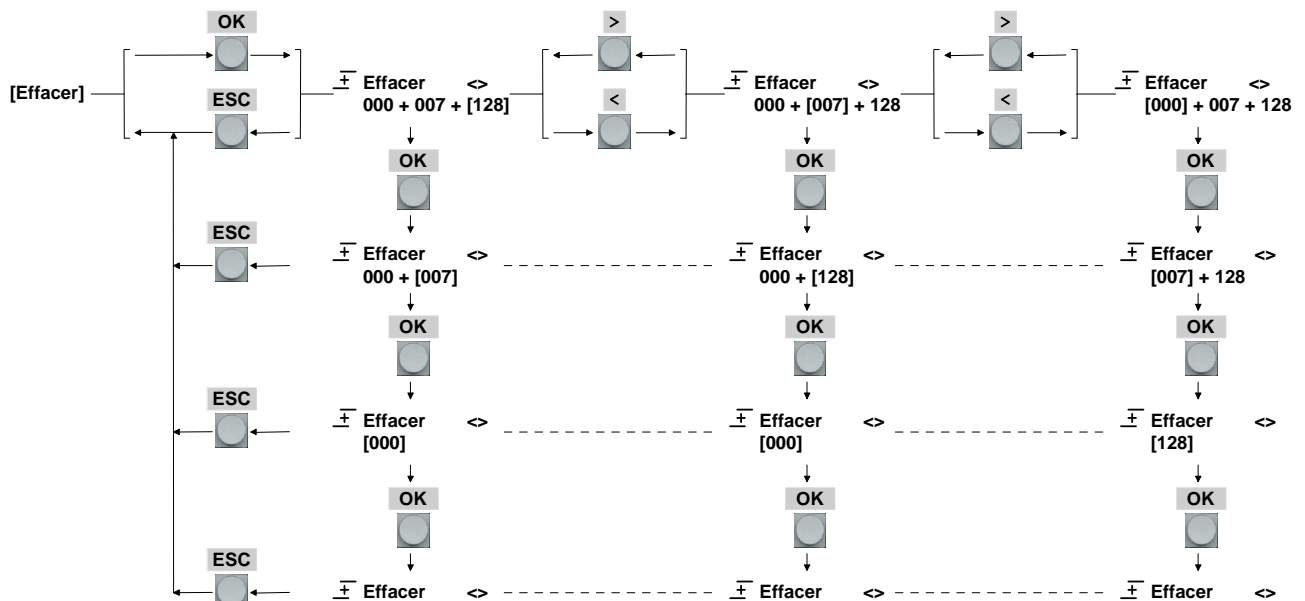 OK > >
[Effacer] Effacer <> Effacer <> Effacer <>
000 + 007 + [128] 000 + [007] + 128 [000] + 007 + 128
ESC < <
OK OK OK
ESC Effacer <> Effacer <> Effacer <>
000 + [007] 000 + [128] [007] + 128
OK OK OK
ESC Effacer <> Effacer <> Effacer <>
[000] [000] [128]
OK OK OK
ESC Effacer <> Effacer <> Effacer <>